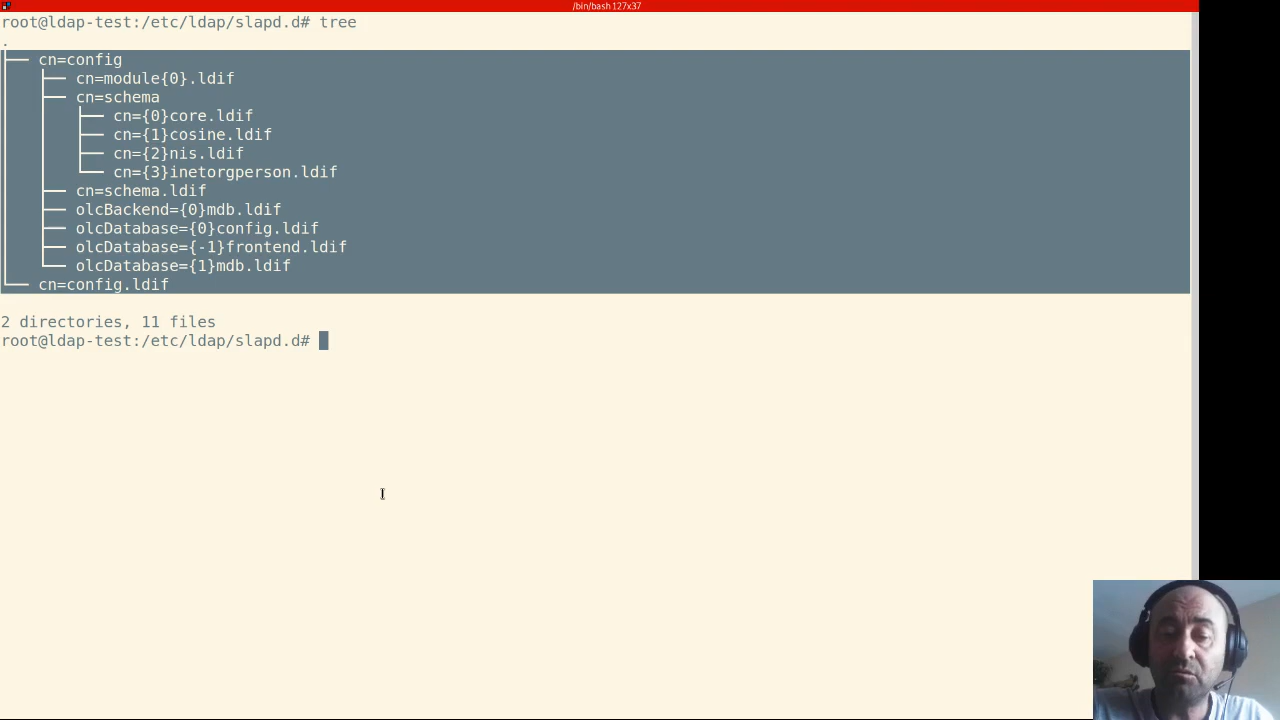 /bin/bash 127x37
root@ldap-test:/etc/ldap/slapd.d# tree
.
├── cn=config
│   ├── cn=module{0}.ldif
│   ├── cn=schema
│   │   ├── cn={0}core.ldif
│   │   ├── cn={1}cosine.ldif
│   │   ├── cn={2}nis.ldif
│   │   └── cn={3}inetorgperson.ldif
│   ├── cn=schema.ldif
│   ├── olcBackend={0}mdb.ldif
│   ├── olcDatabase={0}config.ldif
│   ├── olcDatabase={-1}frontend.ldif
│   └── olcDatabase={1}mdb.ldif
└── cn=config.ldif
2 directories, 11 files
root@ldap-test:/etc/ldap/slapd.d#